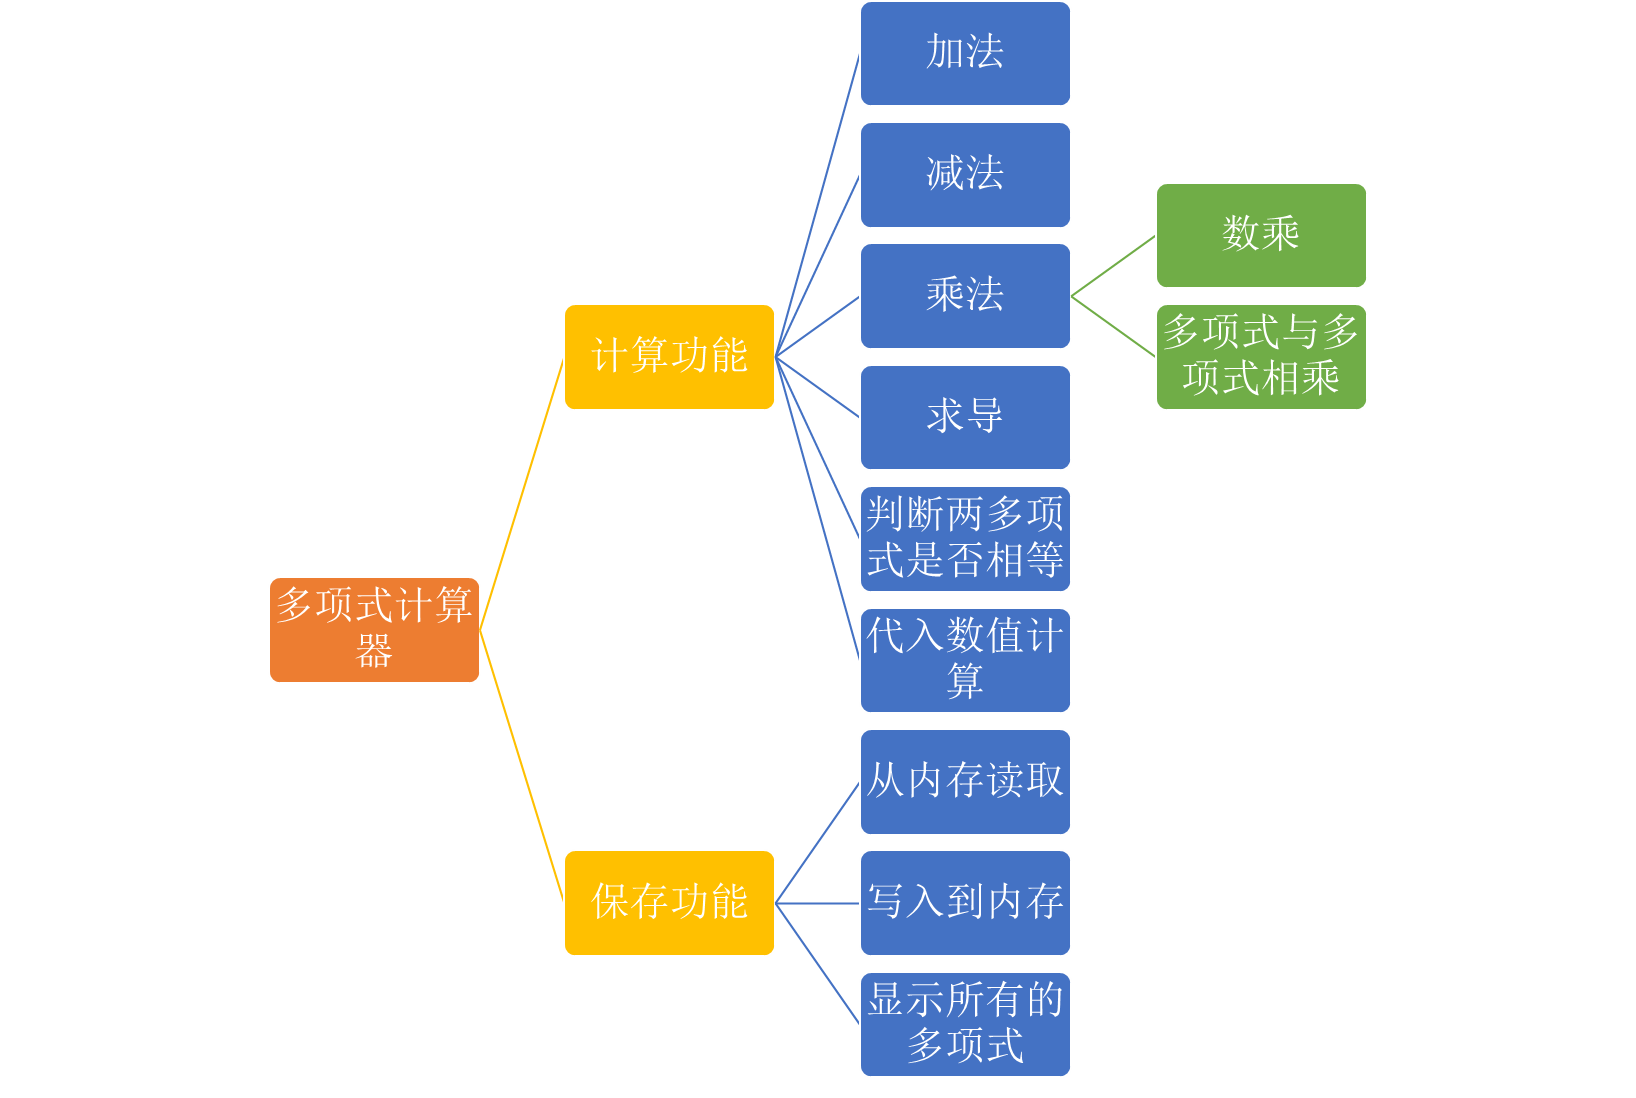 多项式计算
器
计算功能
加法
减法
乘法
数乘
多项式与多
项式相乘
求导
判断两多项
式是否相等
代入数值计
算
保存功能
从内存读取
写入到内存
显示所有的
多项式